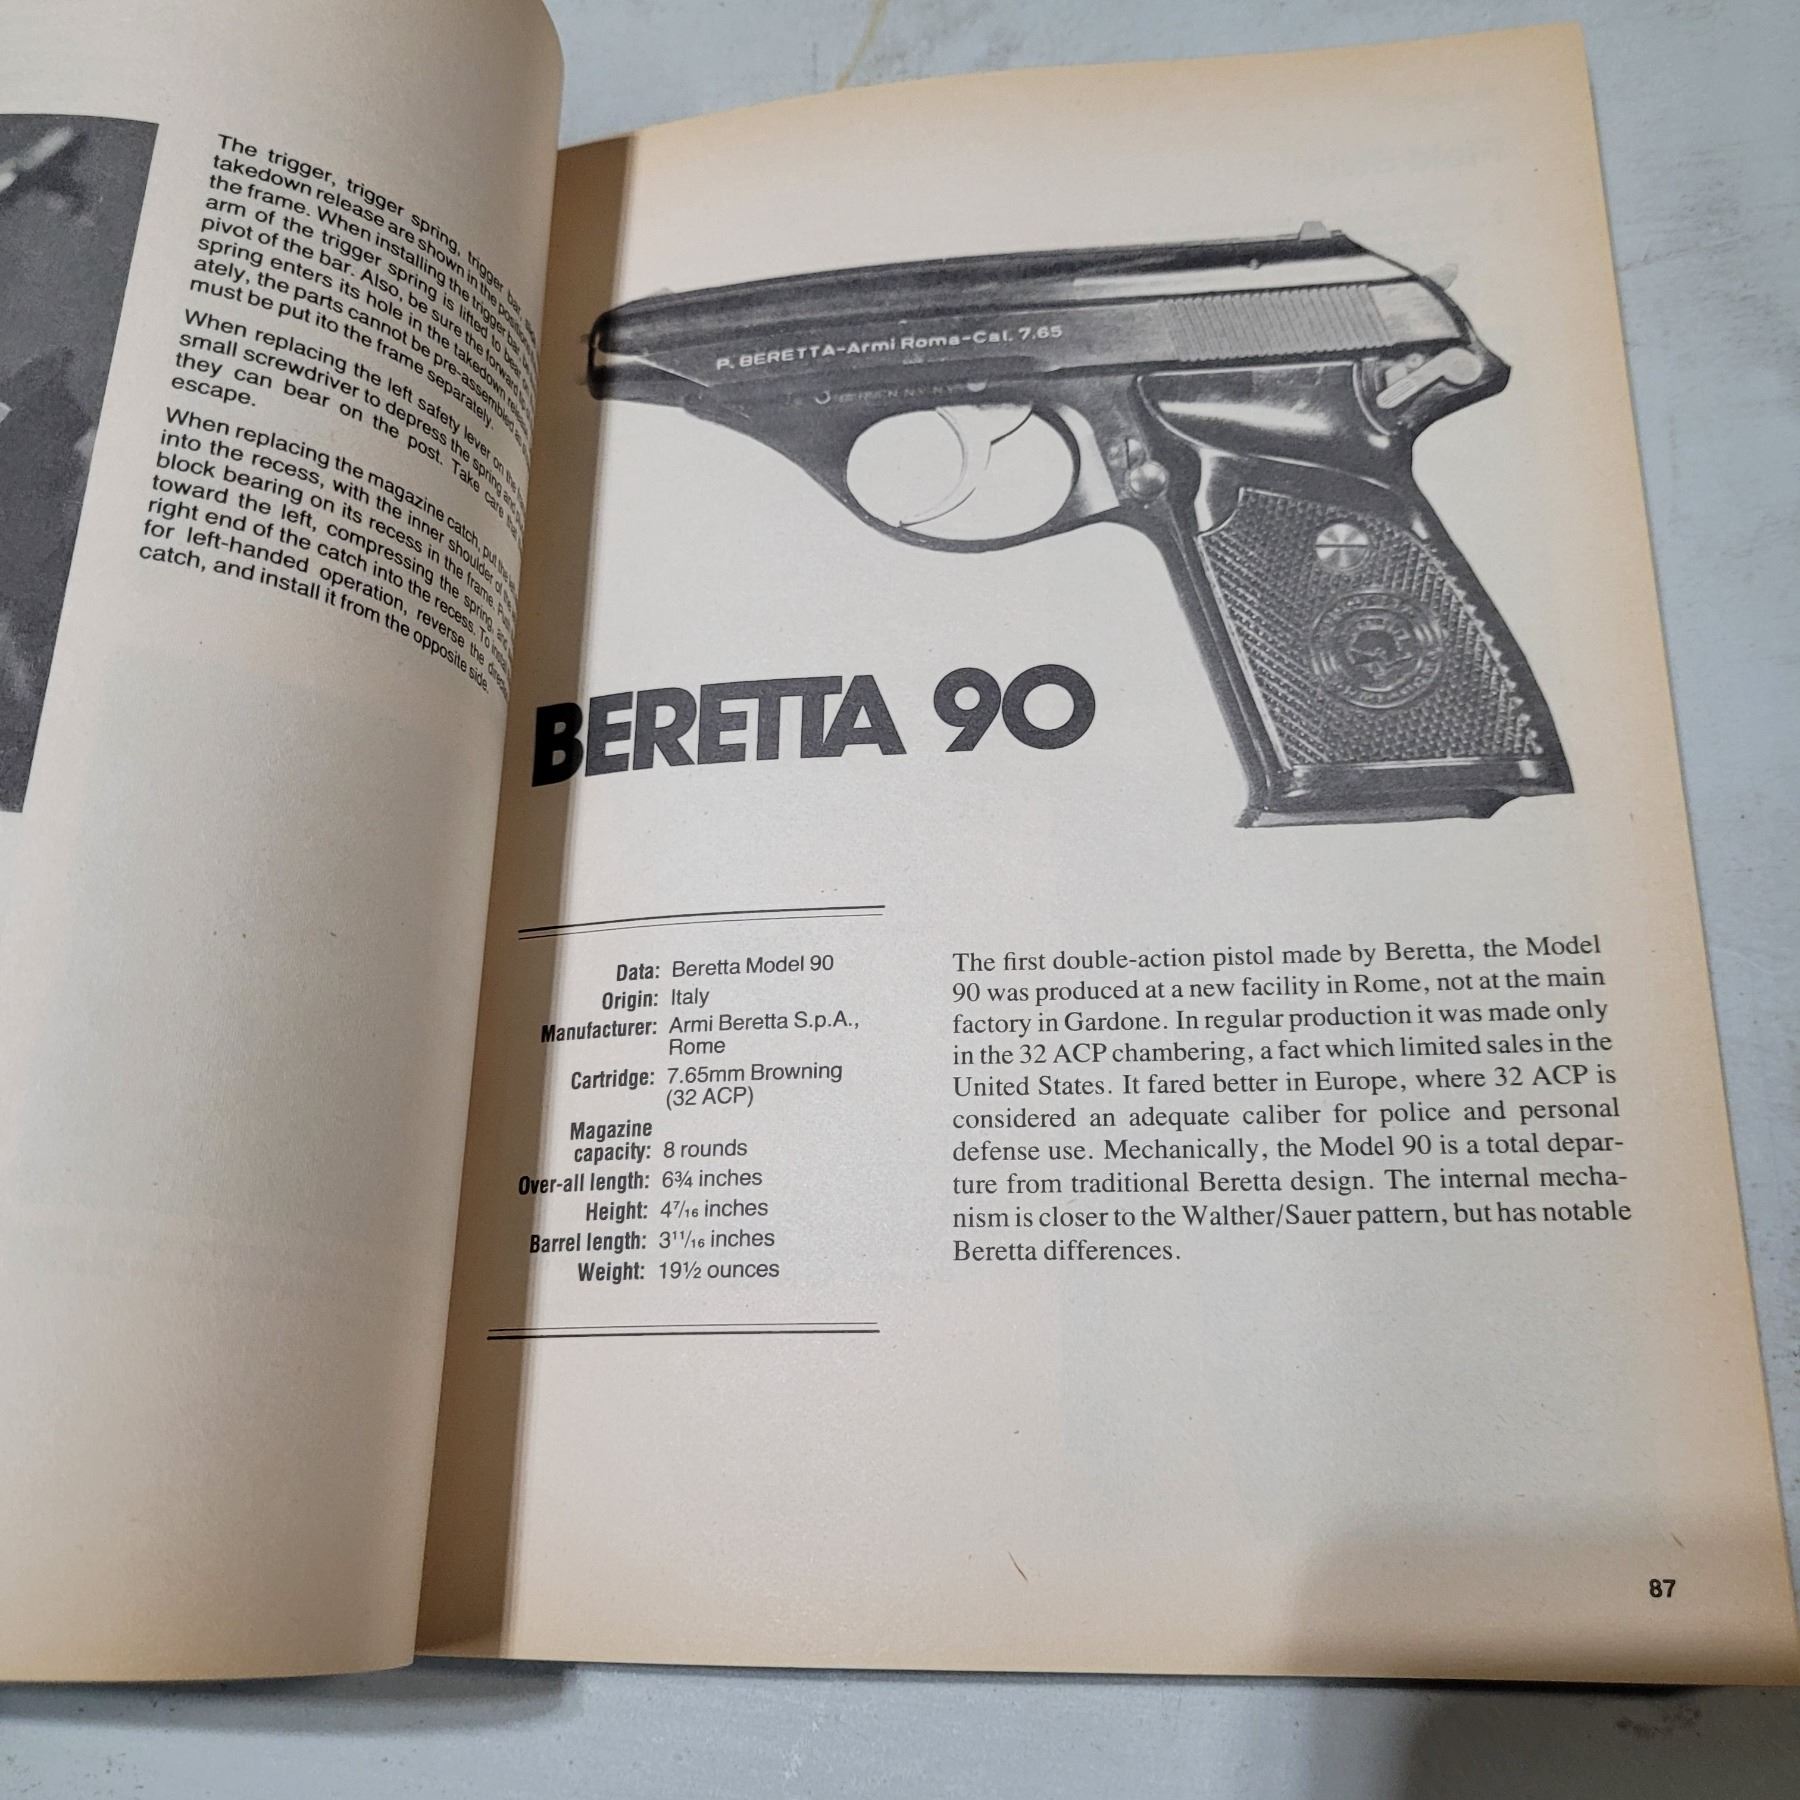 The trigger, trigger spring, trigger bar,
takedown release are shown in the positions
the frame. When installing the trigger bar, be
arm of the trigger spring is lifted to bear on
pivot of the bar. Also, be sure the forward
spring enters its hole in the takedown release
ately, the parts cannot be pre-assembled
must be put ito the frame separately.
When replacing the left safety lever on the
small screwdriver to depress the spring and
they can bear on the post. Take care that
escape.
When replacing the magazine catch, put the
into the recess, with the inner shoulder of the
block bearing on its recess in the frame. Push
toward the left, compressing the spring, and
right end of the catch into the recess. To install
for left-handed operation, reverse the
catch, and install it from the opposite side.
P. BERETTA-Armi Roma-Cal. 7,65
BERETTA 90
Data: Beretta Model 90
Origin: Italy
Manufacturer: Armi Beretta S.p.A.,
Rome
Cartridge: 7.65mm Browning
(32 ACP)
Magazine
capacity: 8 rounds
Over-all length: 6¾ inches
Height: 4⁷/₁₆ inches
Barrel length: 3¹¹/₁₆ inches
Weight: 19½ ounces
The first double-action pistol made by Beretta, the Model
90 was produced at a new facility in Rome, not at the main
factory in Gardone. In regular production it was made only
in the 32 ACP chambering, a fact which limited sales in the
United States. It fared better in Europe, where 32 ACP is
considered an adequate caliber for police and personal
defense use. Mechanically, the Model 90 is a total depar-
ture from traditional Beretta design. The internal mecha-
nism is closer to the Walther/Sauer pattern, but has notable
Beretta differences.
87